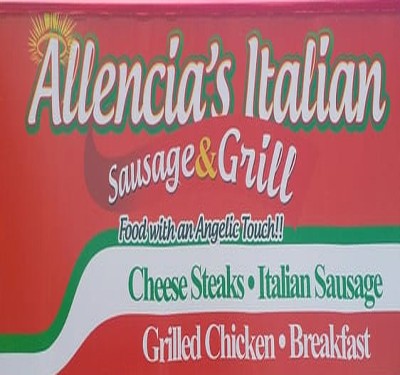 Allencia's Italian
Sausage & Grill
Food with an Angelic Touch!!
Cheese Steaks • Italian Sausage
Grilled Chicken • Breakfast